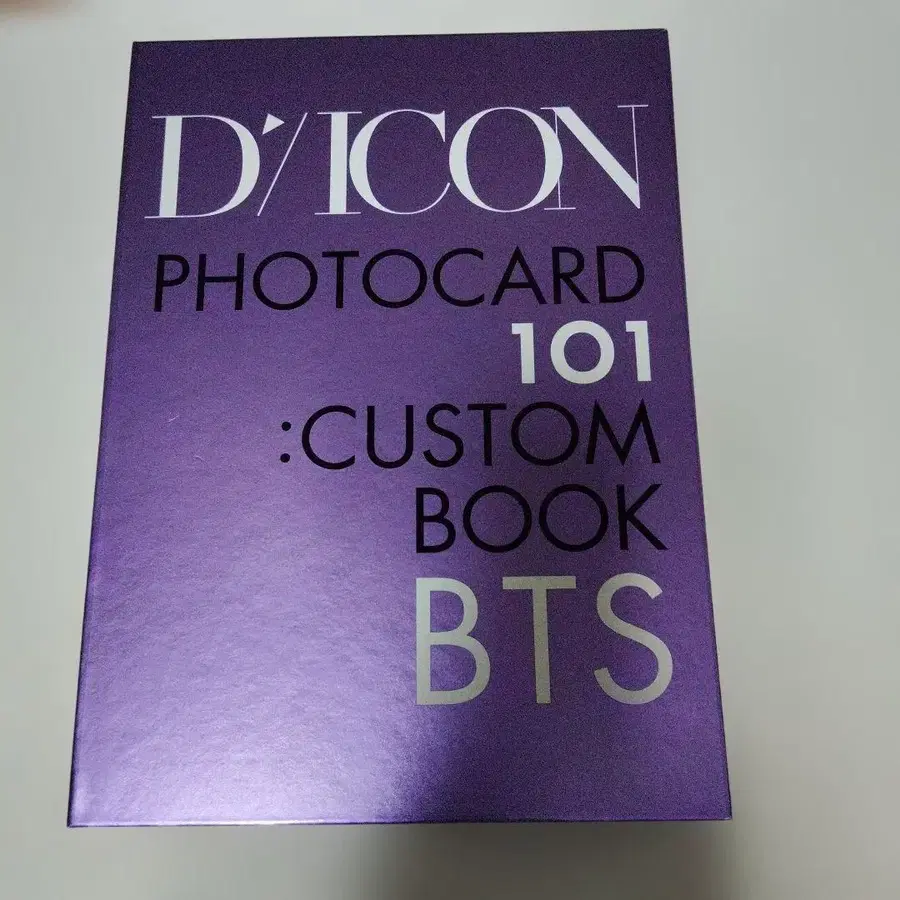 D'/ICON
PHOTOCARD
101
:CUSTOM
BOOK
BTS